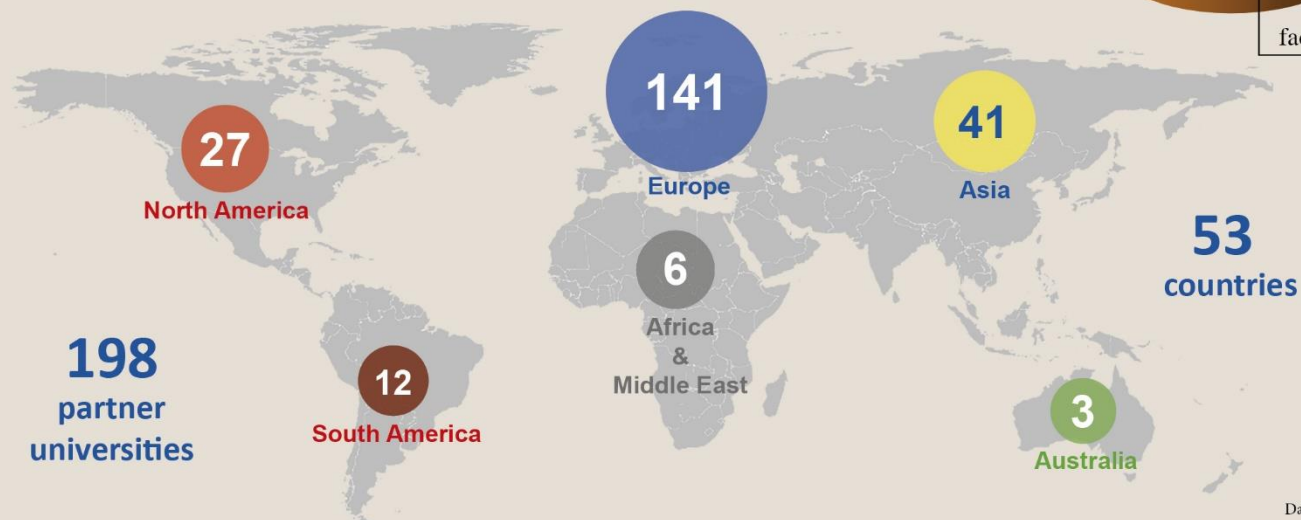 141
Europe
27
North America
41
Asia
53
countries
6
Africa
&
Middle East
198
partner
universities
12
South America
3
Australia